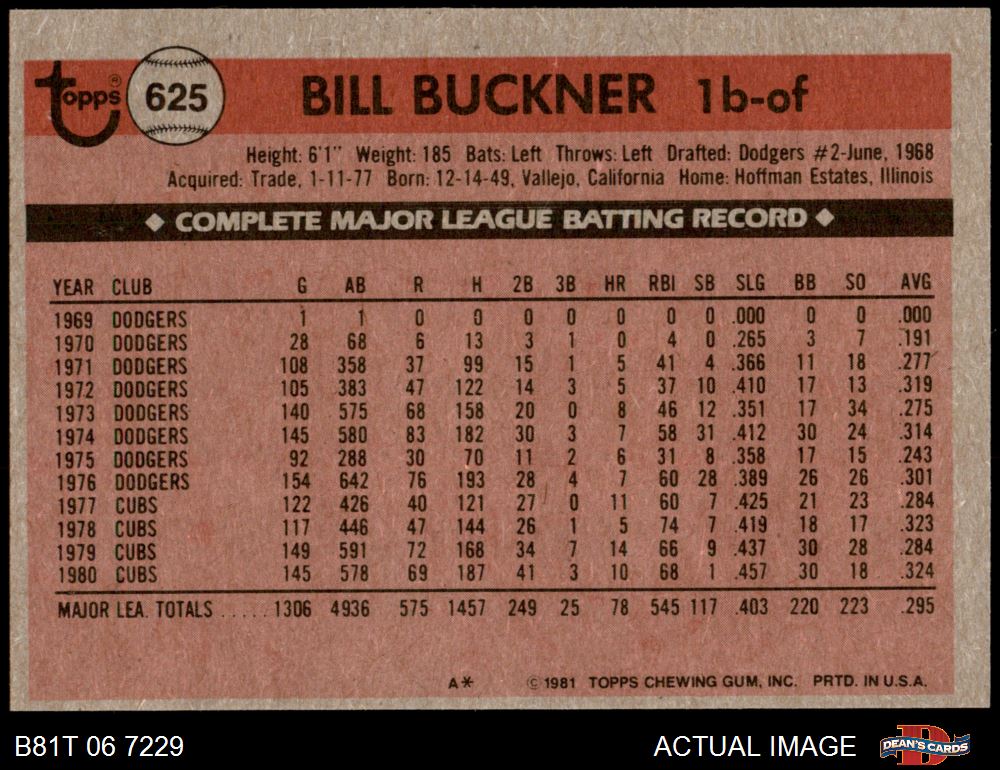 Topps® 625 BILL BUCKNER 1b-of
Height: 6'1" Weight: 185 Bats: Left Throws: Left Drafted: Dodgers #2-June, 1968
Acquired: Trade, 1-11-77 Born: 12-14-49, Vallejo, California Home: Hoffman Estates, Illinois
◆ COMPLETE MAJOR LEAGUE BATTING RECORD ◆
YEAR CLUB G AB R H 2B 3B HR RBI SB SLG BB SO AVG
1969 DODGERS 1 1 0 0 0 0 0 0 0 .000 0 0 .000
1970 DODGERS 28 68 6 13 3 1 0 4 0 .265 3 7 .191
1971 DODGERS 108 358 37 99 15 1 5 41 4 .366 11 18 .277
1972 DODGERS 105 383 47 122 14 3 5 37 10 .410 17 13 .319
1973 DODGERS 140 575 68 158 20 0 8 46 12 .351 17 34 .275
1974 DODGERS 145 580 83 182 30 3 7 58 31 .412 30 24 .314
1975 DODGERS 92 288 30 70 11 2 6 31 8 .358 17 15 .243
1976 DODGERS 154 642 76 193 28 4 7 60 28 .389 26 26 .301
1977 CUBS 122 426 40 121 27 0 11 60 7 .425 21 23 .284
1978 CUBS 117 446 47 144 26 1 5 74 7 .419 18 17 .323
1979 CUBS 149 591 72 168 34 7 14 66 9 .437 30 28 .284
1980 CUBS 145 578 69 187 41 3 10 68 1 .457 30 18 .324
MAJOR LEA. TOTALS ..... 1306 4936 575 1457 249 25 78 545 117 .403 220 223 .295
A* © 1981 TOPPS CHEWING GUM, INC. PRTD. IN U.S.A.
B81T 06 7229 ACTUAL IMAGE D DEAN'S CARDS